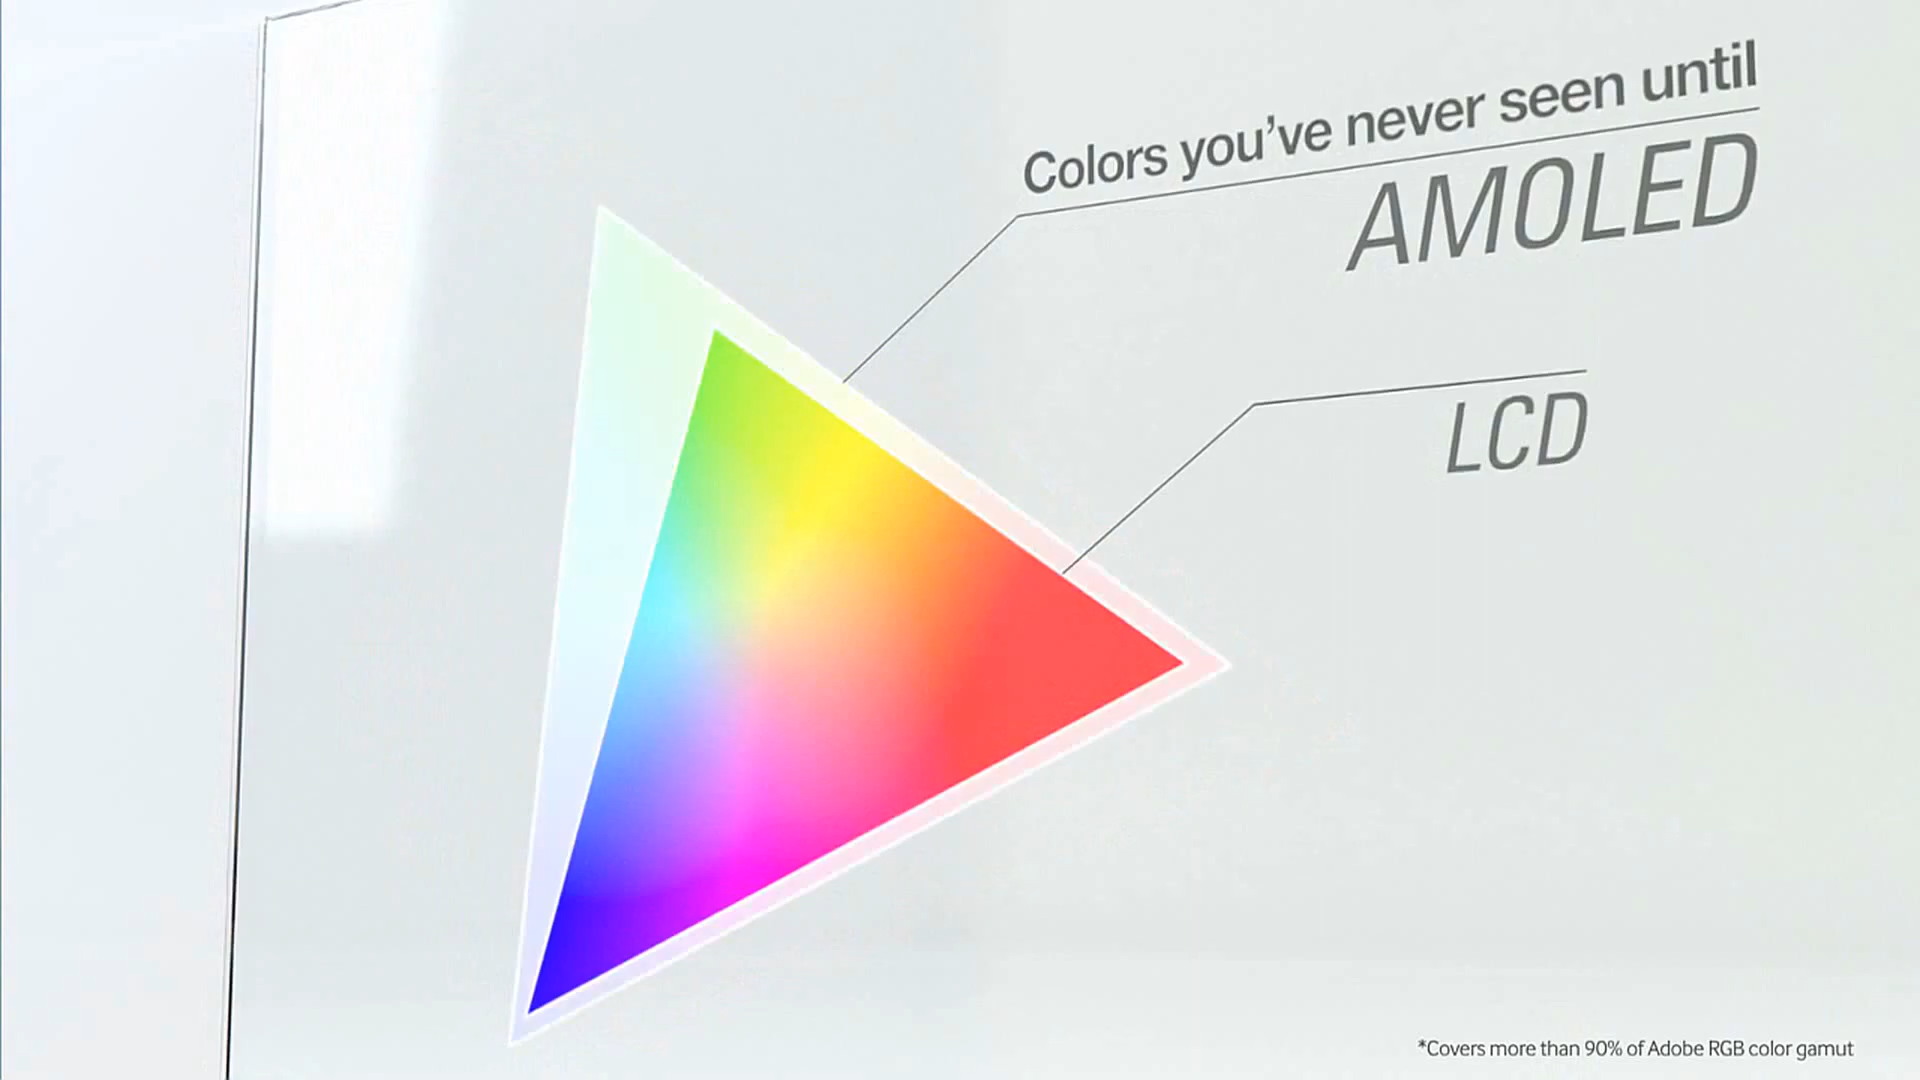 Colors you've never seen until
AMOLED
LCD
*Covers more than 90% of Adobe RGB color gamut